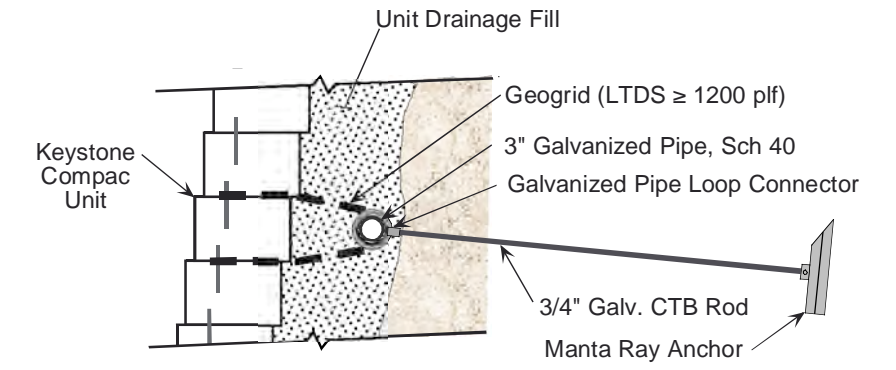 Unit Drainage Fill
Geogrid (LTDS ≥ 1200 plf)
3" Galvanized Pipe, Sch 40
Keystone
Compac
Unit
Galvanized Pipe Loop Connector
3/4" Galv. CTB Rod
Manta Ray Anchor